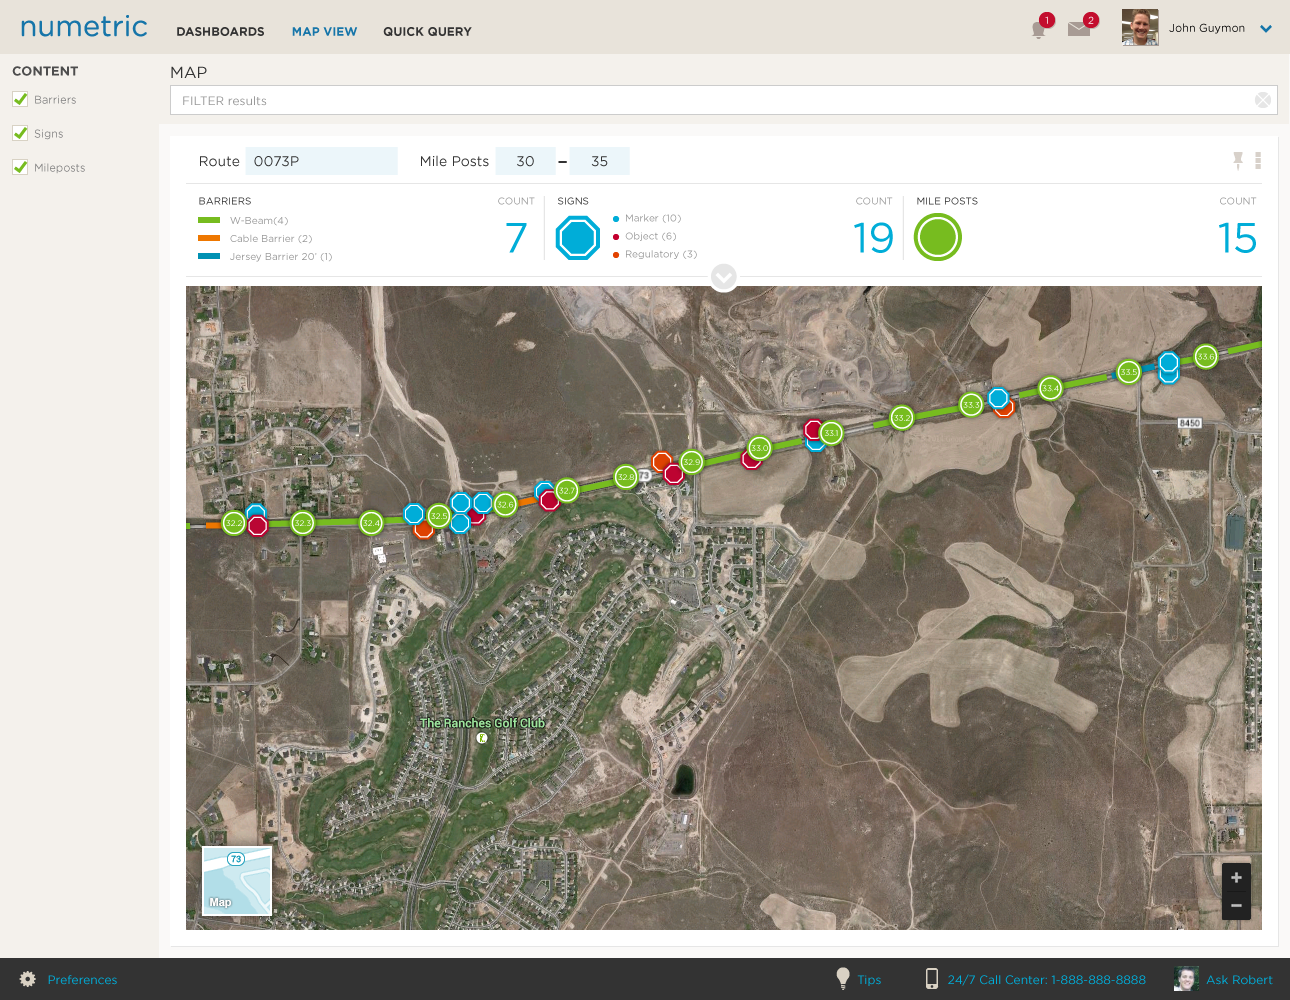 numetric
DASHBOARDS
MAP VIEW
QUICK QUERY
1
2
John Guymon
CONTENT
Barriers
Signs
Mileposts
MAP
FILTER results
Route
0073P
Mile Posts
30
–
35
BARRIERS
COUNT
W-Beam(4)
Cable Barrier (2)
Jersey Barrier 20' (1)
7
SIGNS
COUNT
Marker (10)
Object (6)
Regulatory (3)
19
MILE POSTS
COUNT
15
32.2
32.3
32.4
32.5
32.6
32.7
32.8
73
32.9
33.0
33.1
33.2
33.3
33.4
33.5
33.6
8450
The Ranches Golf Club
73
Map
+
−
Preferences
Tips
24/7 Call Center: 1-888-888-8888
Ask Robert